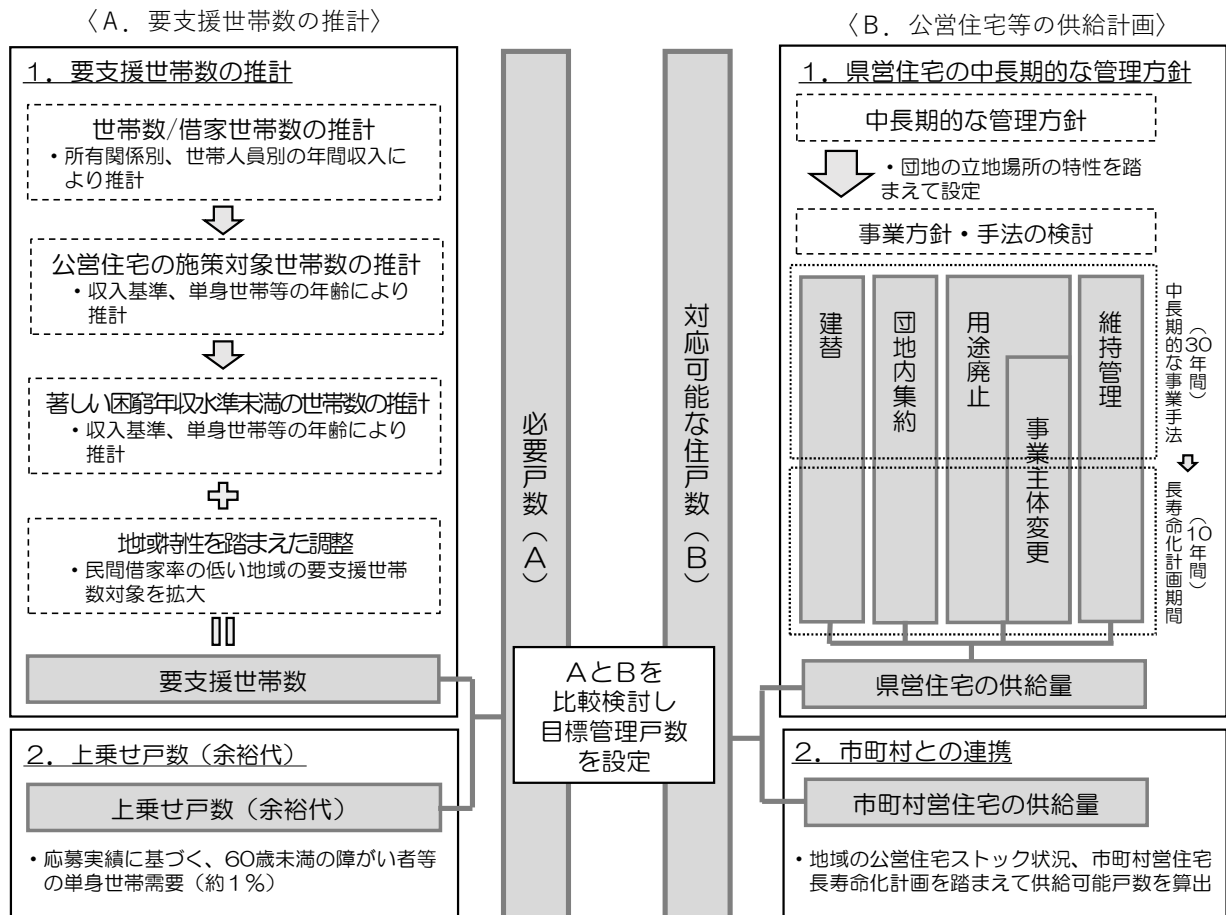 〈A．要支援世帯数の推計〉
1．要支援世帯数の推計
世帯数/借家世帯数の推計
・所有関係別、世帯人員別の年間収入に
より推計
公営住宅の施策対象世帯数の推計
・収入基準、単身世帯等の年齢により
推計
著しい困窮年収水準未満の世帯数の推計
・収入基準、単身世帯等の年齢により
推計
地域特性を踏まえた調整
・民間借家率の低い地域の要支援世帯
数対象を拡大
要支援世帯数
2．上乗せ戸数（余裕代）
上乗せ戸数（余裕代）
・応募実績に基づく、60歳未満の障がい者等
の単身世帯需要（約1％）
必要戸数（A）
AとBを
比較検討し
目標管理戸数
を設定
対応可能な住戸数（B）
〈B．公営住宅等の供給計画〉
1．県営住宅の中長期的な管理方針
中長期的な管理方針
・団地の立地場所の特性を踏
まえて設定
事業方針・手法の検討
建替
団地内集約
用途廃止
事業主体変更
維持管理
中長期的な事業手法
（30年間）
長寿命化計画期間
（10年間）
県営住宅の供給量
2．市町村との連携
市町村営住宅の供給量
・地域の公営住宅ストック状況、市町村営住宅
長寿命化計画を踏まえて供給可能戸数を算出